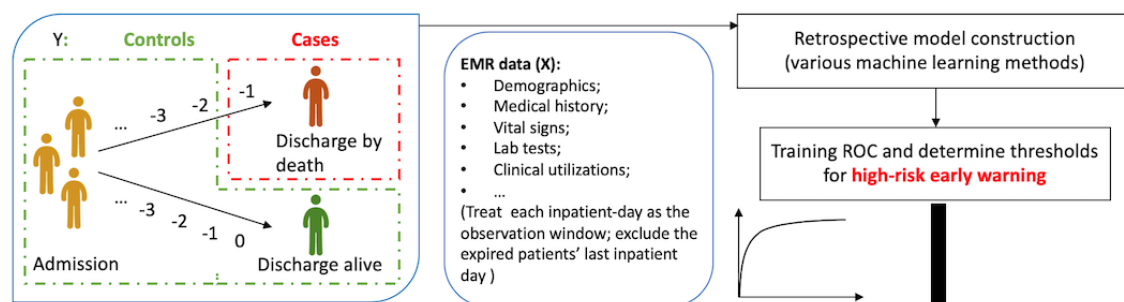 Y: Controls Cases
-1
-2
-3
...
Discharge by
death
...
-3
-2
-1
0
Admission
Discharge alive
EMR data (X):
• Demographics;
• Medical history;
• Vital signs;
• Lab tests;
• Clinical utilizations;
• ...
(Treat each inpatient-day as the
observation window; exclude the
expired patients’ last inpatient
day )
Retrospective model construction
(various machine learning methods)
Training ROC and determine thresholds
for high-risk early warning